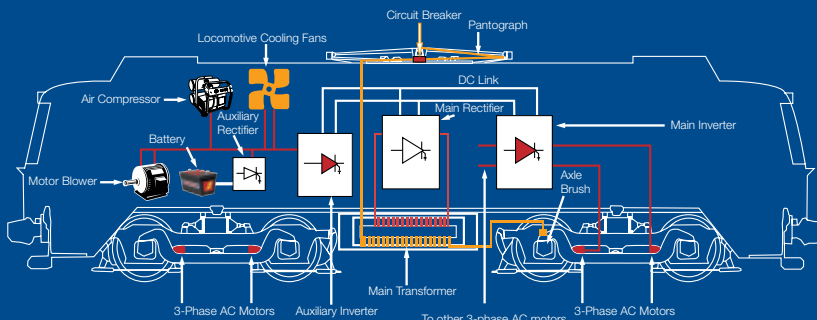 Circuit Breaker
Pantograph
Locomotive Cooling Fans
DC Link
Air Compressor
Auxiliary
Rectifier
Main Rectifier
Main Inverter
Battery
Motor Blower
Axle
Brush
Main Transformer
3-Phase AC Motors
Auxiliary Inverter
To other 3-phase AC motors
3-Phase AC Motors